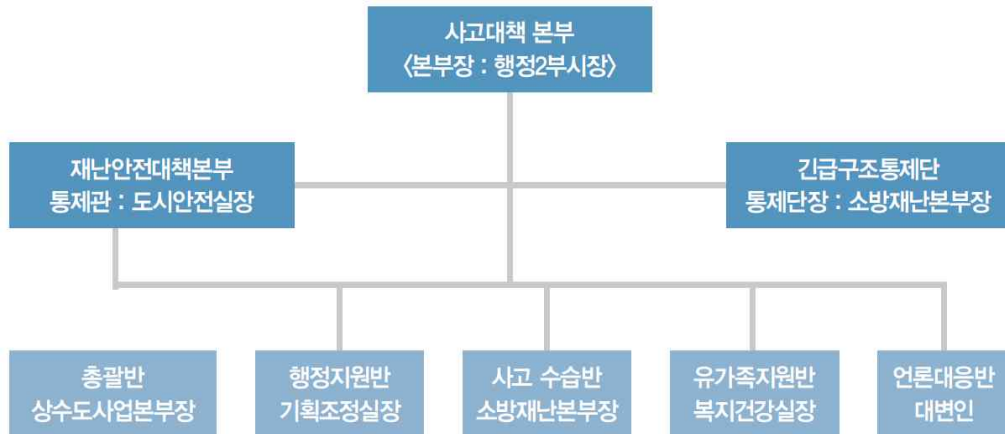 사고대책 본부
〈본부장 : 행정2부시장〉
재난안전대책본부
통제관 : 도시안전실장
긴급구조통제단
통제단장 : 소방재난본부장
총괄반
상수도사업본부장
행정지원반
기획조정실장
사고 수습반
소방재난본부장
유가족지원반
복지건강실장
언론대응반
대변인